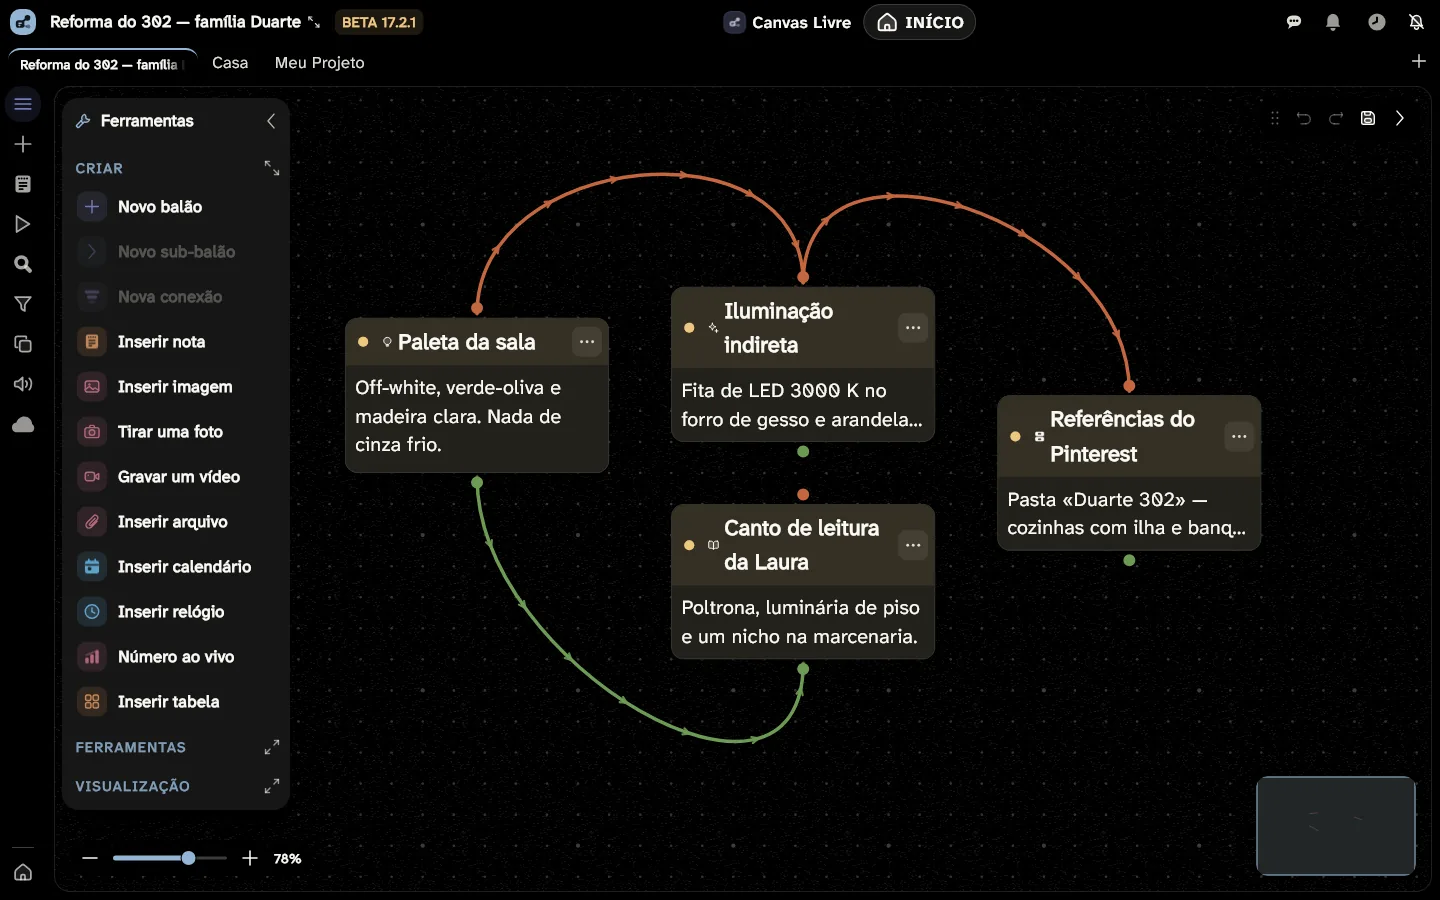 Reforma do 302 — família Duarte
BETA 17.2.1
Canvas Livre
INÍCIO
Reforma do 302 — família
Casa
Meu Projeto
Ferramentas
CRIAR
Novo balão
Novo sub-balão
Nova conexão
Inserir nota
Inserir imagem
Tirar uma foto
Gravar um vídeo
Inserir arquivo
Inserir calendário
Inserir relógio
Número ao vivo
Inserir tabela
FERRAMENTAS
VISUALIZAÇÃO
78%
Paleta da sala
Off-white, verde-oliva e
madeira clara. Nada de
cinza frio.
Iluminação
indireta
Fita de LED 3000 K no
forro de gesso e arandela...
Canto de leitura
da Laura
Poltrona, luminária de piso
e um nicho na marcenaria.
Referências do
Pinterest
Pasta «Duarte 302» —
cozinhas com ilha e banq...